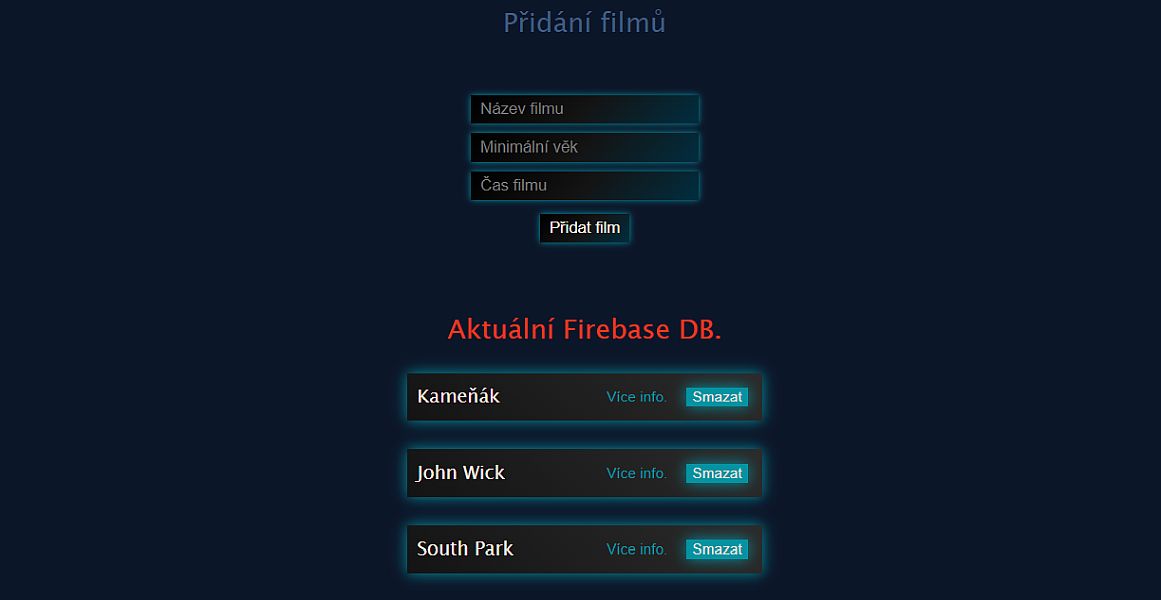 Přidání filmů
Název filmu
Minimální věk
Čas filmu
Přidat film
Aktuální Firebase DB.
Kameňák Více info. Smazat
John Wick Více info. Smazat
South Park Více info. Smazat